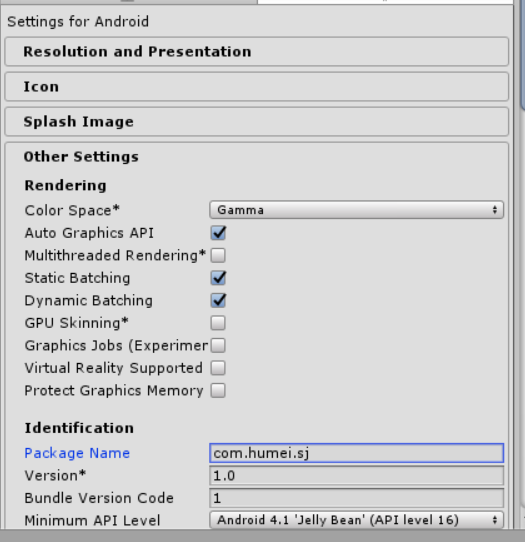 Settings for Android
Resolution and Presentation
Icon
Splash Image
Other Settings
Rendering
Color Space* Gamma
Auto Graphics API
Multithreaded Rendering*
Static Batching
Dynamic Batching
GPU Skinning*
Graphics Jobs (Experimer
Virtual Reality Supported
Protect Graphics Memory
Identification
Package Name com.humei.sj
Version* 1.0
Bundle Version Code 1
Minimum API Level Android 4.1 'Jelly Bean' (API level 16)